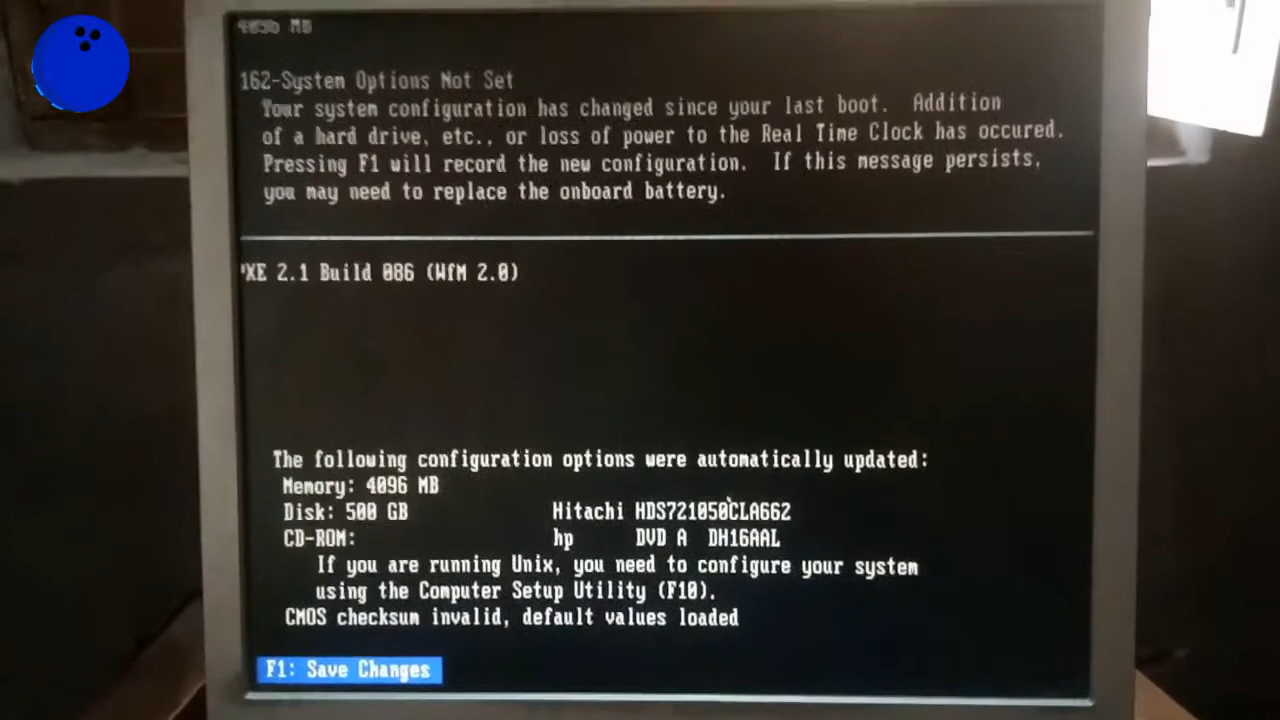 4096 MB
162-System Options Not Set
Your system configuration has changed since your last boot. Addition
of a hard drive, etc., or loss of power to the Real Time Clock has occured.
Pressing F1 will record the new configuration. If this message persists,
you may need to replace the onboard battery.
'XE 2.1 Build 086 (WfM 2.0)
The following configuration options were automatically updated:
Memory: 4096 MB
Disk: 500 GB Hitachi HDS721050CLA662
CD-ROM: hp DVD A DH16AAL
If you are running Unix, you need to configure your system
using the Computer Setup Utility (F10).
CMOS checksum invalid, default values loaded
F1: Save Changes